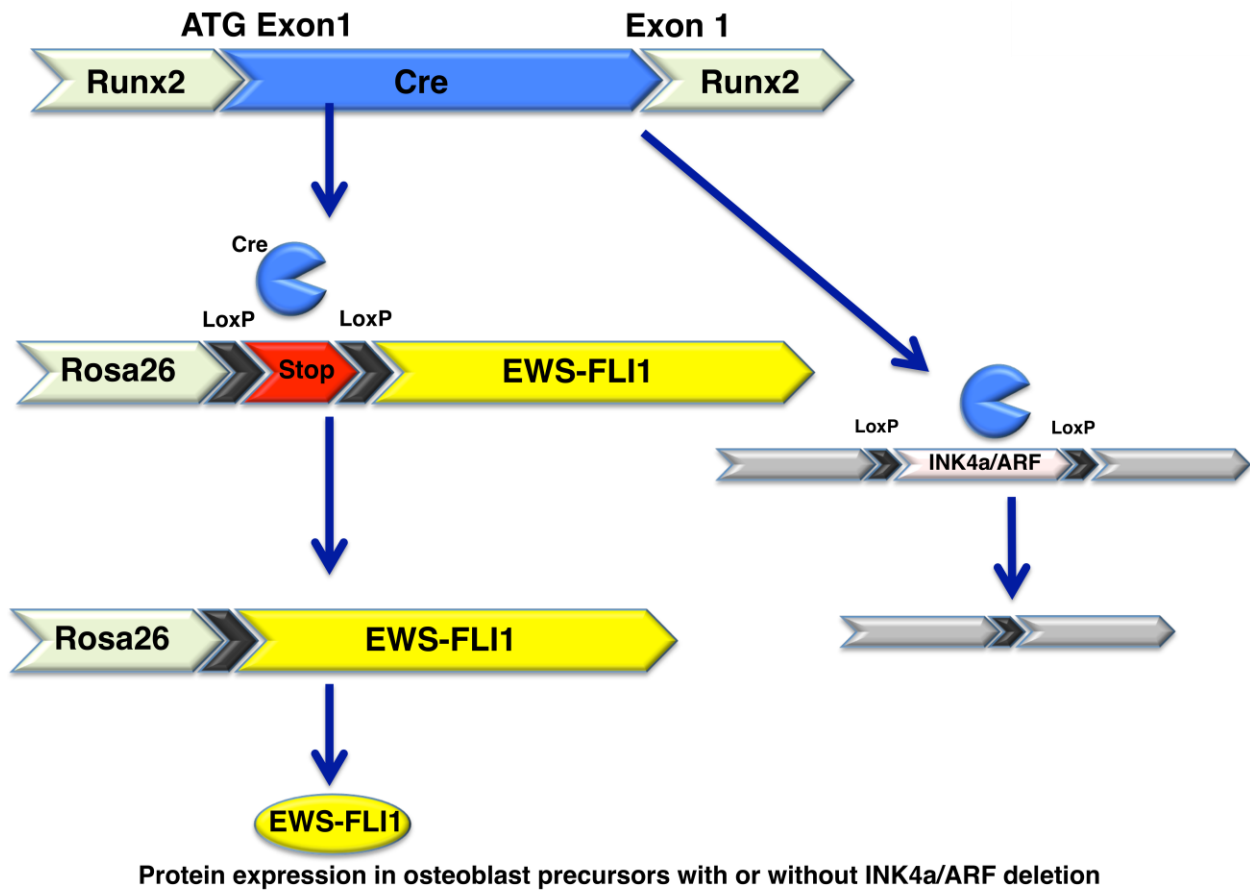 ATG Exon1 Exon 1
Runx2 Cre Runx2
Cre
LoxP LoxP
Rosa26 Stop EWS-FLI1
LoxP LoxP
INK4a/ARF
Rosa26 EWS-FLI1
EWS-FLI1
Protein expression in osteoblast precursors with or without INK4a/ARF deletion